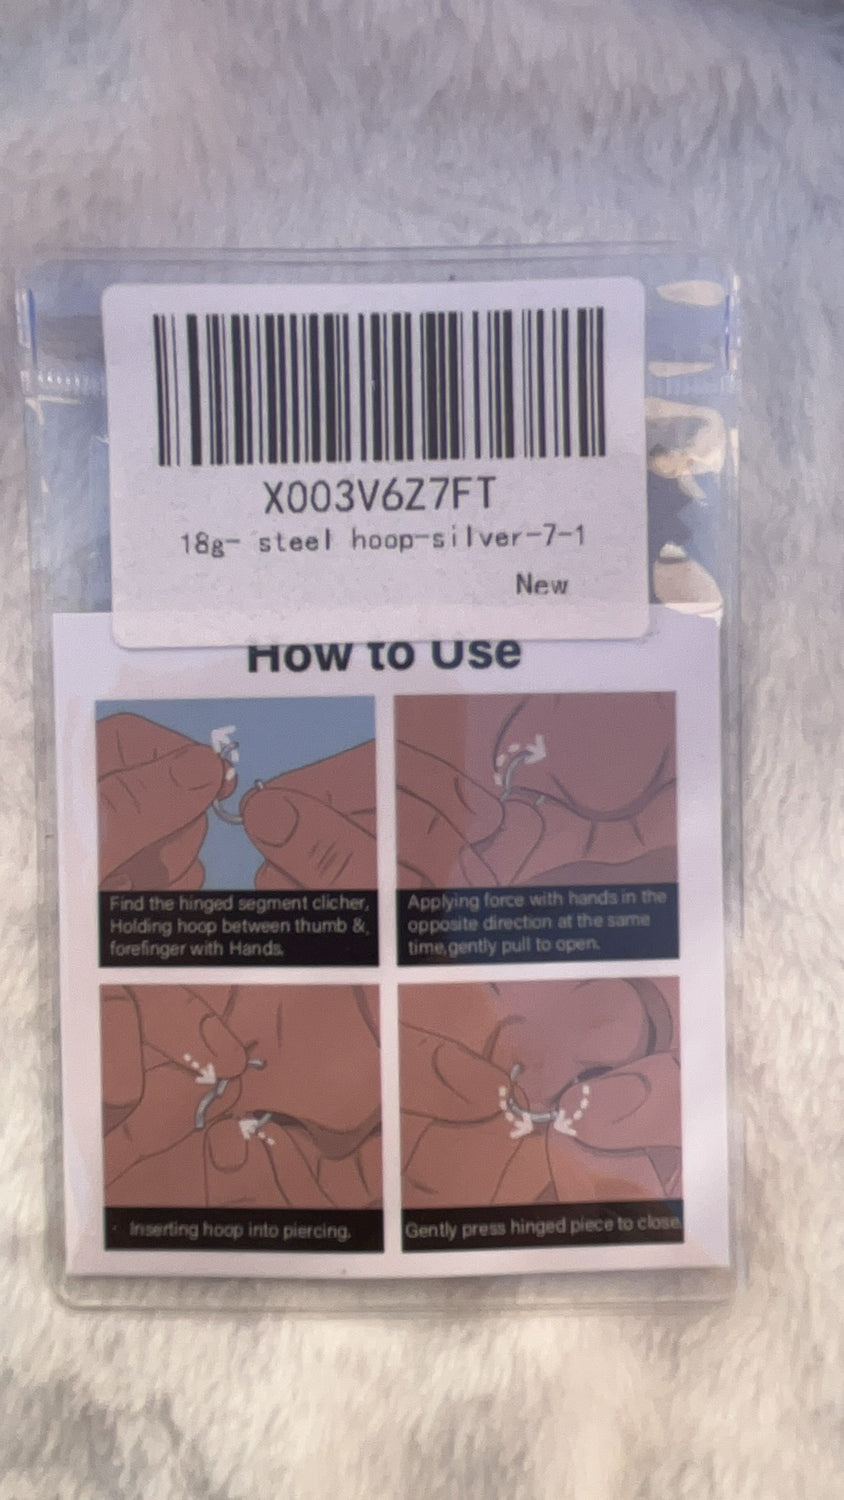 X003V6Z7FT
18g- steel hoop-silver-7-1
New
How to Use
Find the hinged segment clicher,
Holding hoop between thumb &
forefinger with Hands.
Applying force with hands in the
opposite direction at the same
time,gently pull to open.
Inserting hoop into piercing.
Gently press hinged piece to close.